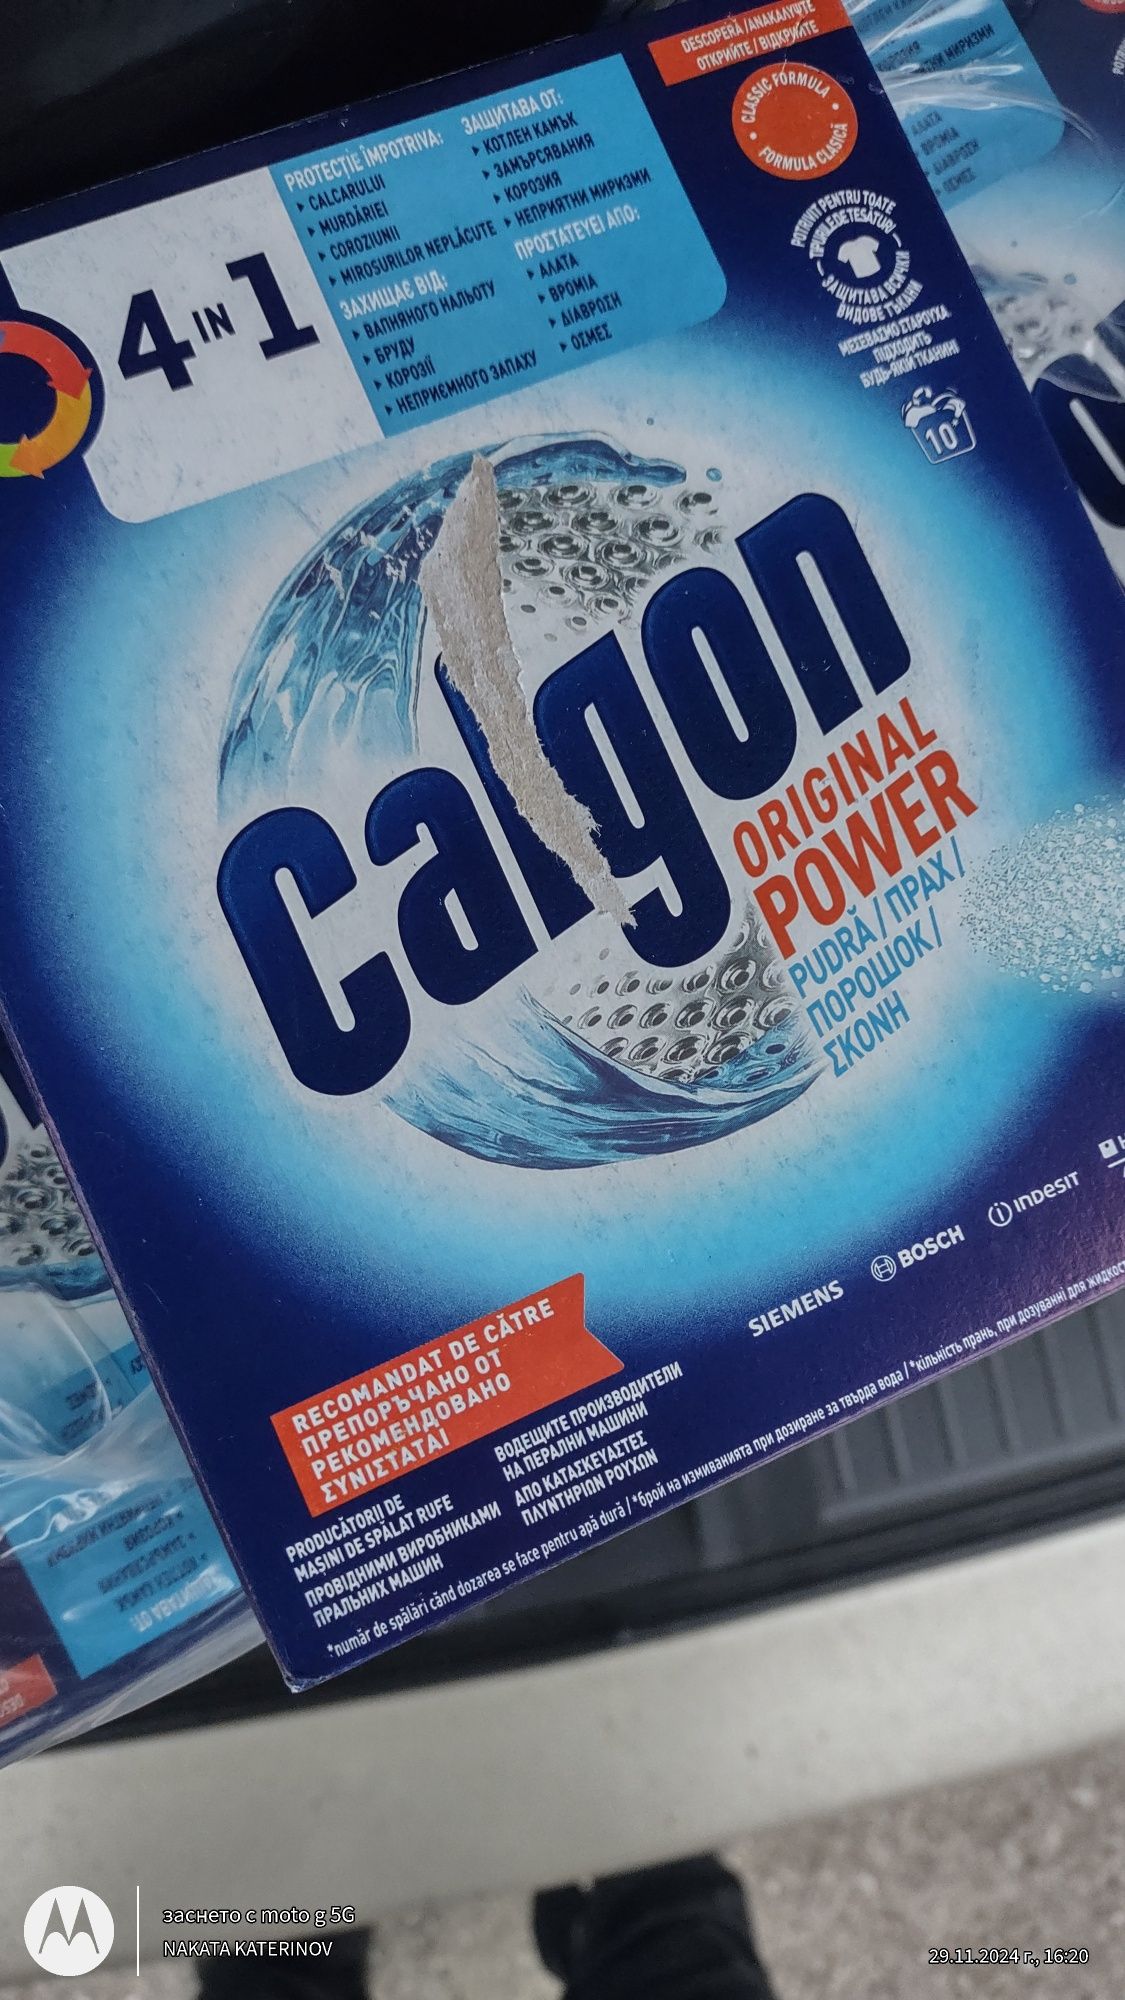 DESCOPERĂ /ΑΝΑΚΑΛΥΨΤΕ
ОТКРИЙТЕ / ВІДКРИЙТЕ
CLASSIC FORMULA
FORMULA CLASICĂ
4 IN 1
PROTECȚIE ÎMPOTRIVA:
CALCARULUI
MURDĂRIEI
COROZIUNII
MIROSURILOR NEPLĂCUTE
ЗАЩИТАВА ОТ:
КОТЛЕН КАМЪК
ЗАМЪРСЯВАНИЯ
КОРОЗИЯ
НЕПРИЯТНИ МИРИЗМИ
ЗАХИЩАЄ ВІД:
ВАПНЯНОГО НАЛЬОТУ
БРУДУ
КОРОЗІЇ
НЕПРИЄМНОГО ЗАПАХУ
ΠΡΟΣΤΑΤΕΥΕΙ ΑΠΟ:
ΑΛΑΤΑ
ΒΡΟΜΙΑ
ΔΙΑΒΡΩΣΗ
ΟΣΜΕΣ
POTRIVIT PENTRU TOATE
TIPURILE DE ȚESĂTURI
ЗАЩИТАВА ВСИЧКИ
ВИДОВЕ ТЪКАНИ
ПІДХОДИТЬ
БУДЬ-ЯКІЙ ТКАНИНІ
10*
Calgon
ORIGINAL
POWER
PUDRĂ / ПРАХ /
ПОРОШОК /
ΣΚΟΝΗ
SIEMENS
BOSCH
INDESIT
RECOMANDAT DE CĂTRE
ПРЕПОРЪЧАНО ОТ
РЕКОМЕНДОВАНО
ΣΥΝΙΣΤΑΤΑΙ
PRODUCĂTORII DE
MAȘINI DE SPĂLAT RUFE
ПРОВІДНИМИ ВИРОБНИКАМИ
ПРАЛЬНИХ МАШИН
ВОДЕЩИТЕ ПРОИЗВОДИТЕЛИ
НА ПЕРАЛНИ МАШИНИ
ΑΠΟ ΚΑΤΑΣΚΕΥΑΣΤΕΣ
ΠΛΥΝΤΗΡΙΩΝ ΡΟΥΧΩΝ
*număr de spălări când dozarea se face pentru apă dură / *брой на измиванията при дозиране за твърда вода / *кількість прань, при дозуванні для
заснето с moto g 5G
NAKATA KATERINOV
29.11.2024 г., 16:20